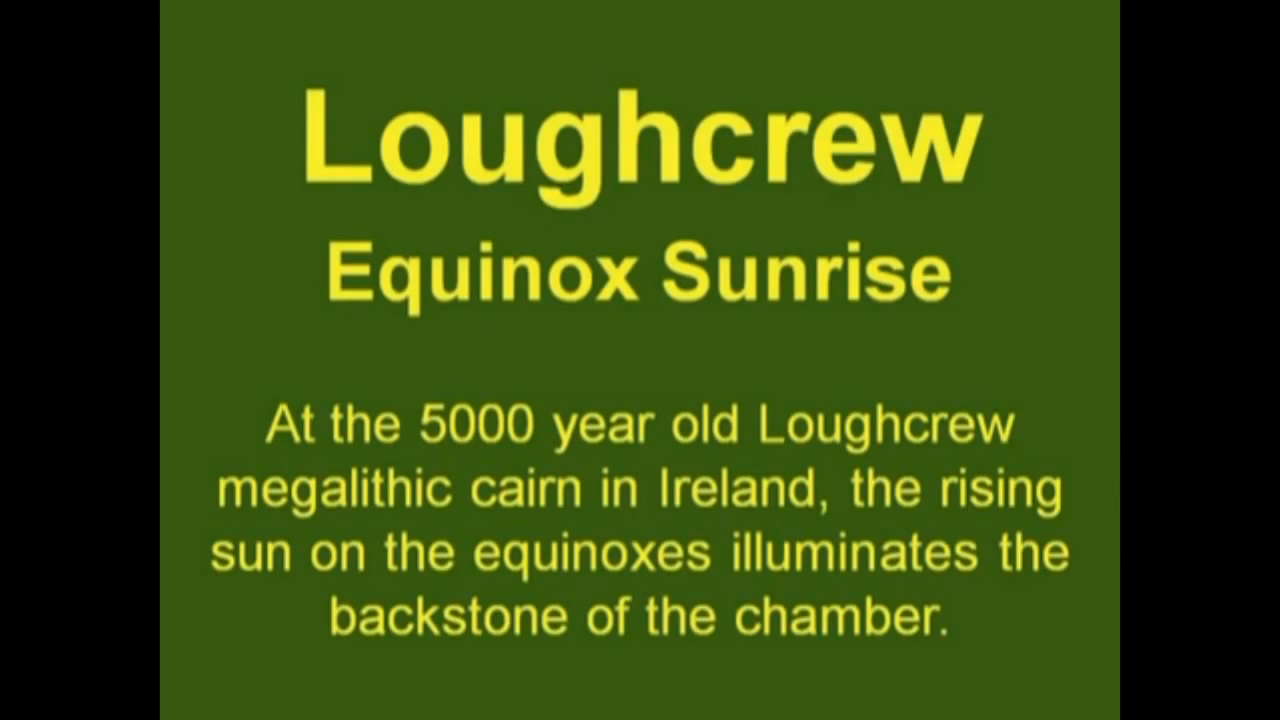 Loughcrew
Equinox Sunrise
At the 5000 year old Loughcrew
megalithic cairn in Ireland, the rising
sun on the equinoxes illuminates the
backstone of the chamber.